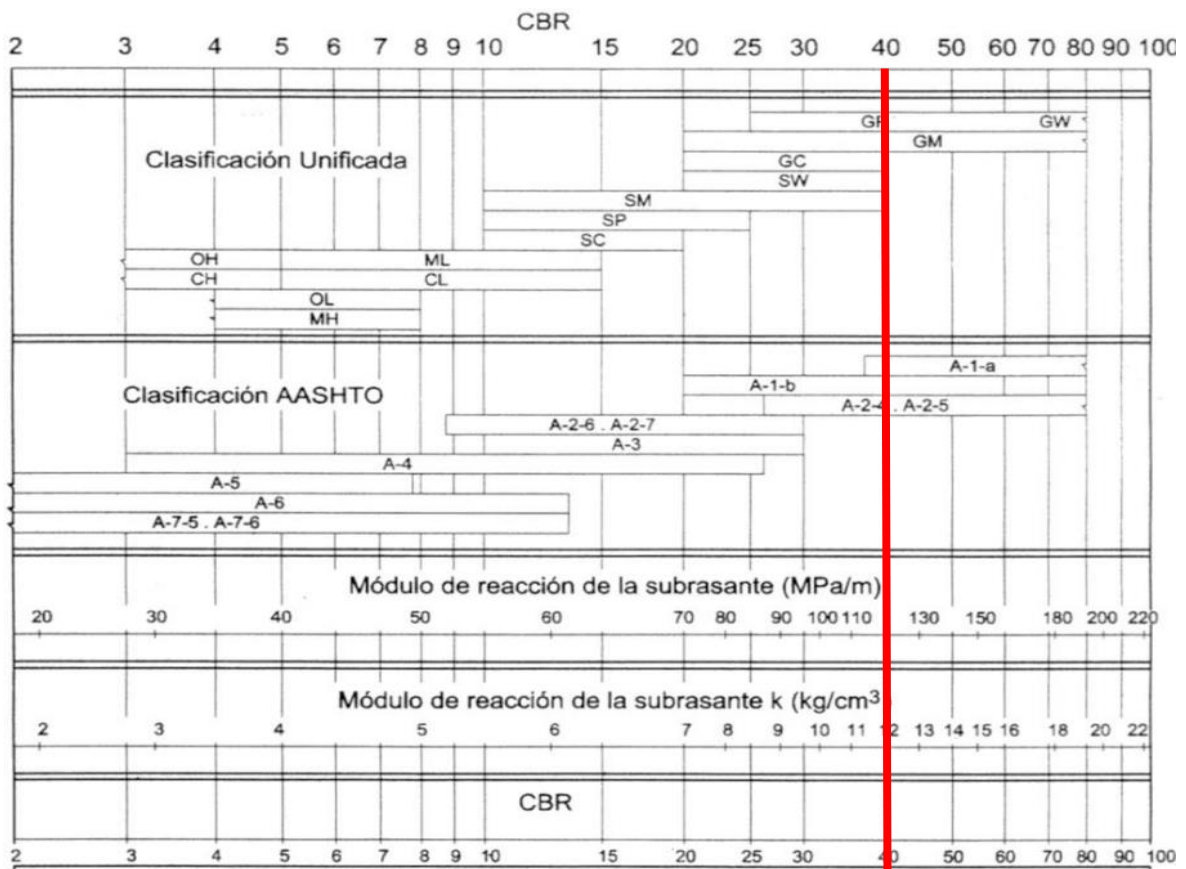 CBR
2 3 4 5 6 7 8 9 10 15 20 25 30 40 50 60 70 80 90 100
GP GW
GM
Clasificación Unificada
GC
SW
SM
SP
SC
OH ML
CH CL
OL
MH
A-1-a
Clasificación AASHTO
A-1-b
A-2-4 . A-2-5
A-2-6 . A-2-7
A-3
A-4
A-5
A-6
A-7-5 . A-7-6
Módulo de reacción de la subrasante (MPa/m)
20 30 40 50 60 70 80 90 100 110 130 150 180 200 220
Módulo de reacción de la subrasante k (kg/cm³
2 3 4 5 6 7 8 9 10 11 12 13 14 15 16 18 20 22
CBR
2 3 4 5 6 7 8 9 10 15 20 25 30 40 50 60 70 80 90 100